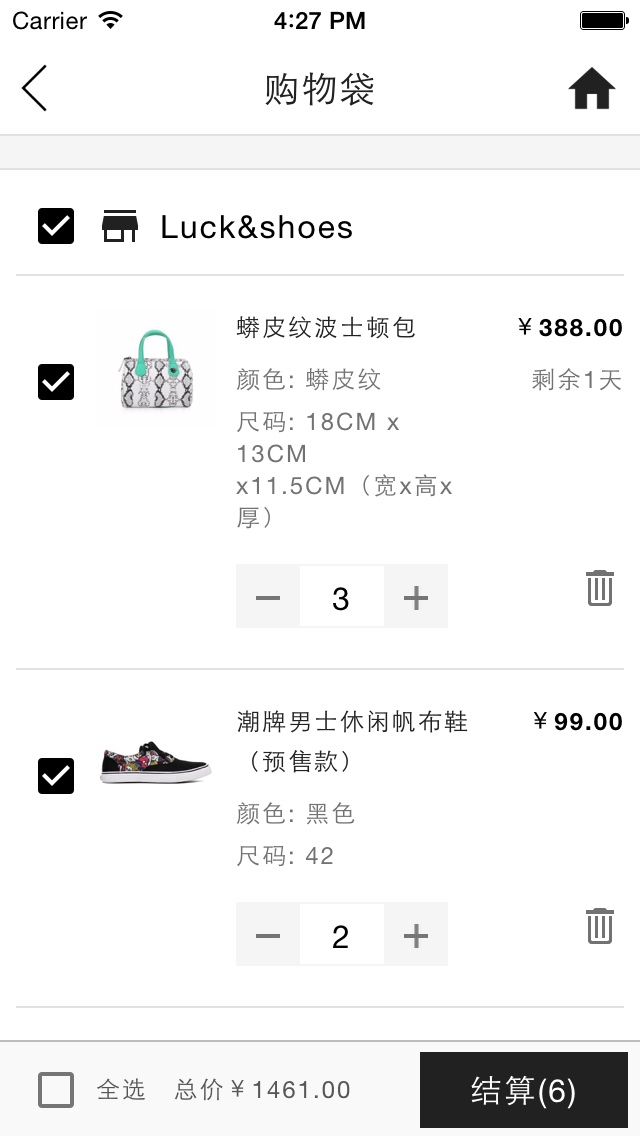 Carrier 4:27 PM
购物袋
Luck&shoes
蟒皮纹波士顿包 ￥388.00
颜色: 蟒皮纹 剩余1天
尺码: 18CM x
13CM
x11.5CM（宽x高x
厚）
3
潮牌男士休闲帆布鞋 ￥99.00
（预售款）
颜色: 黑色
尺码: 42
2
全选 总价￥1461.00 结算(6)